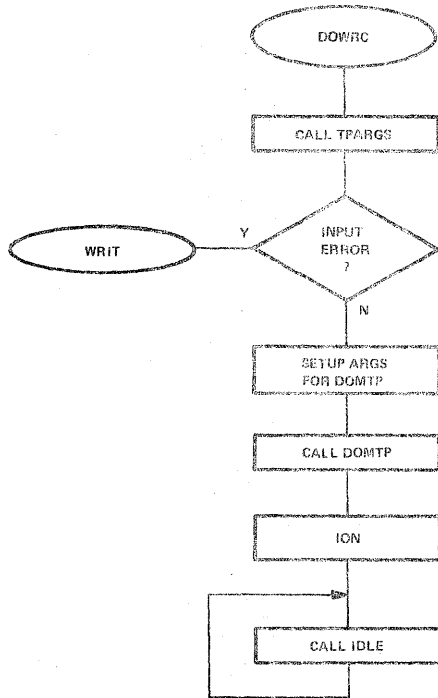 DOWRC
CALL TPARGS
INPUT
ERROR
?
Y
WRIT
N
SETUP ARGS
FOR DOMTP
CALL DOMTP
ION
CALL IDLE